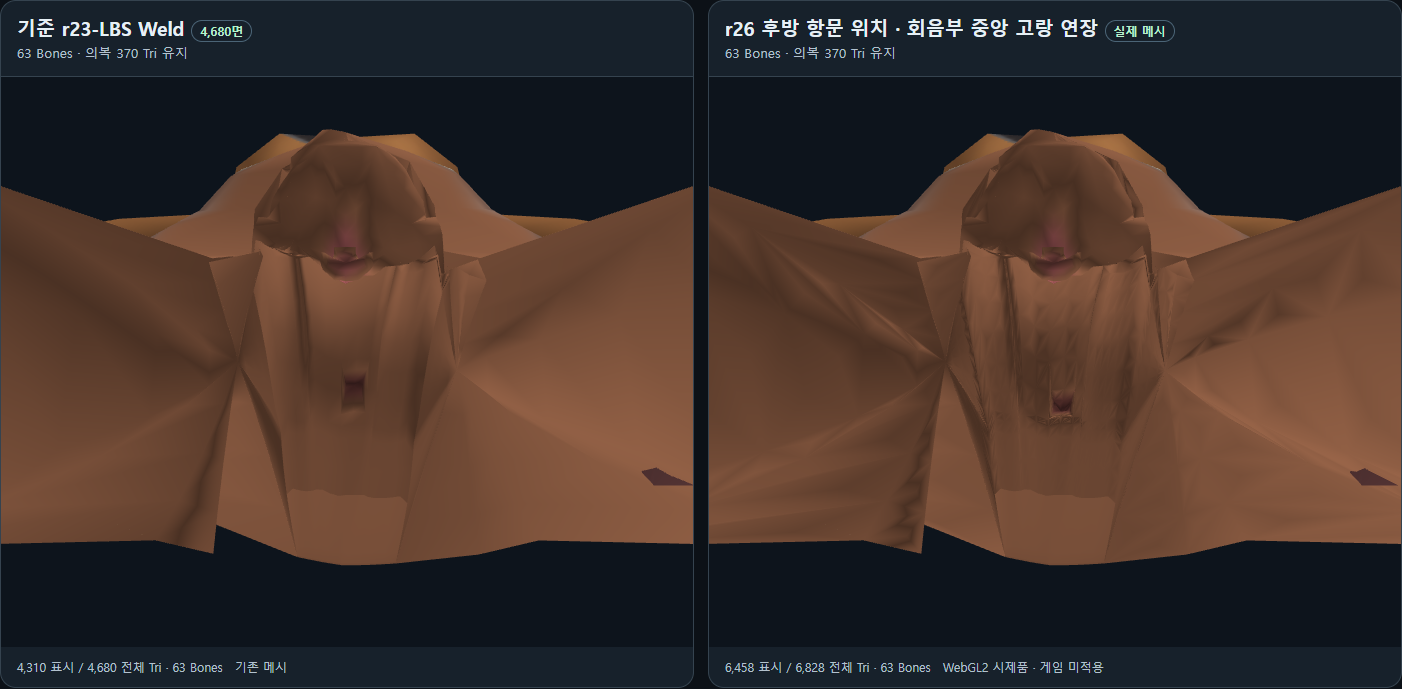 기준 r23-LBS Weld 4,680면
63 Bones · 의복 370 Tri 유지
4,310 표시 / 4,680 전체 Tri · 63 Bones 기존 메시
r26 후방 항문 위치 · 회음부 중앙 고랑 연장 실제 메시
63 Bones · 의복 370 Tri 유지
6,458 표시 / 6,828 전체 Tri · 63 Bones WebGL2 시제품 · 게임 미적용